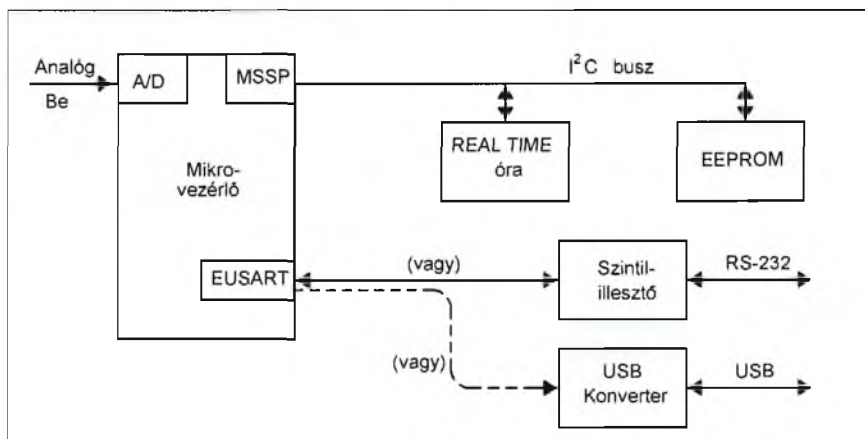 Analóg
Be
A/D
MSSP
I²C busz
REAL TIME
óra
EEPROM
Mikro-
vezérlő
EUSART
(vagy)
Szintil-
illesztő
RS-232
(vagy)
USB
Konverter
USB